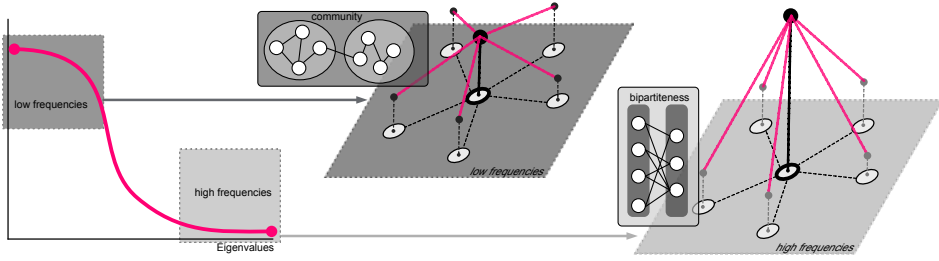 community
low frequencies
bipartiteness
low frequencies
high frequencies
Eigenvalues
high frequencies